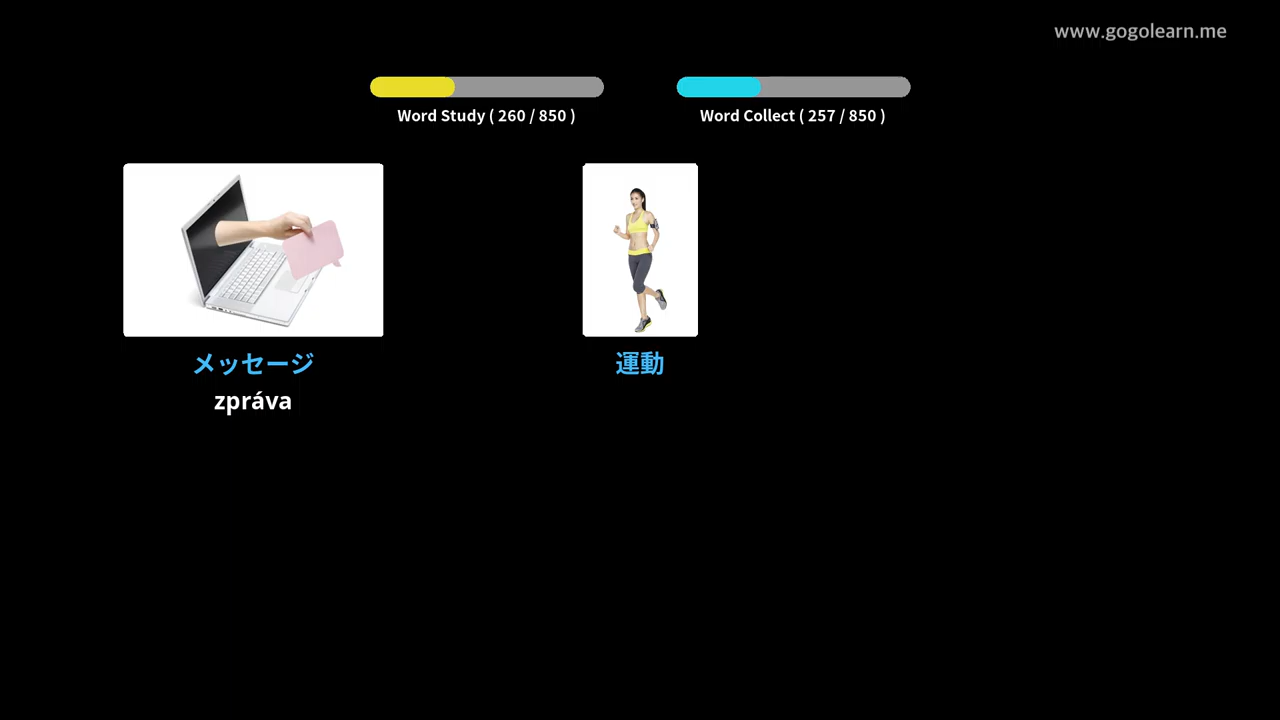 www.gogolearn.me
Word Study ( 260 / 850 )
Word Collect ( 257 / 850 )
メッセージ
zpráva
運動